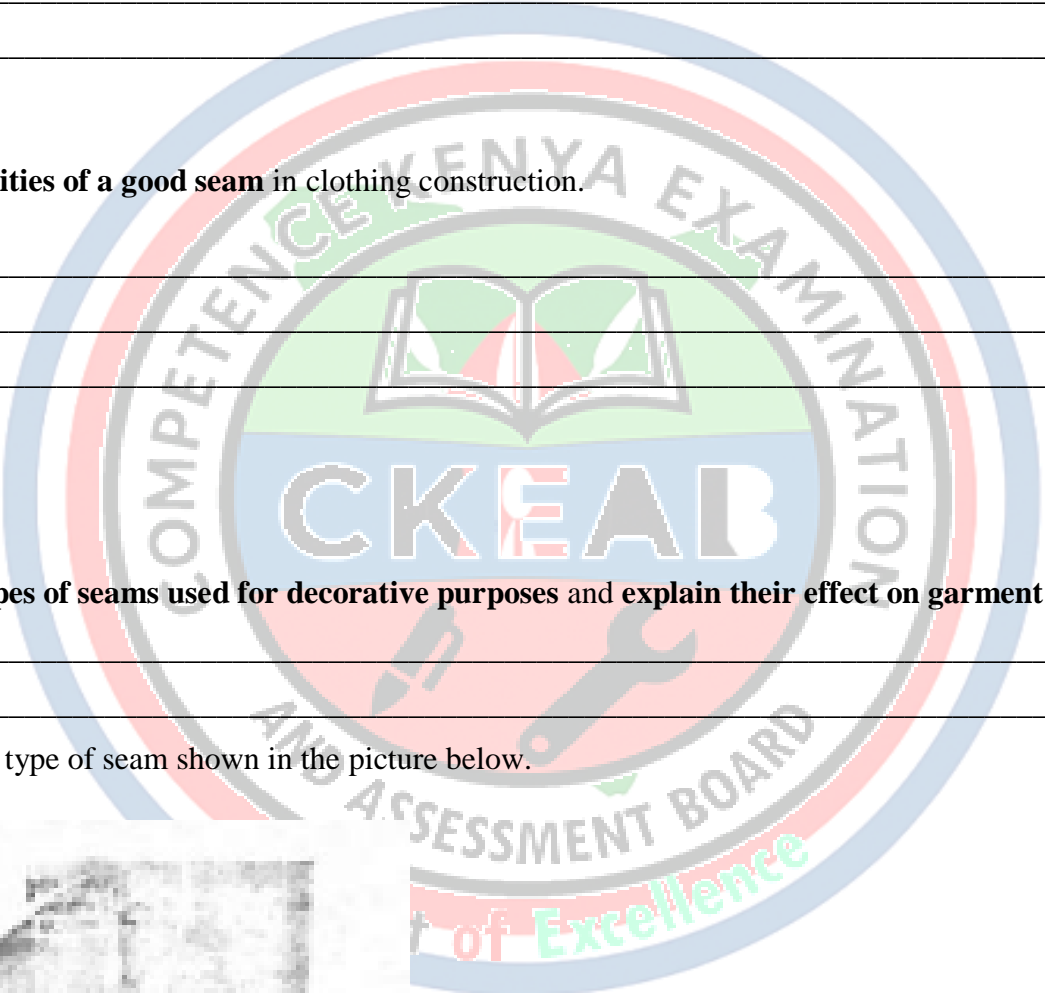 ities of a good seam in clothing construction.
COMPETENCE KENYA EXAMINATION
CKEAB
pes of seams used for decorative purposes and explain their effect on garment
type of seam shown in the picture below.
AND ASSESSMENT BOARD
t of Excellence